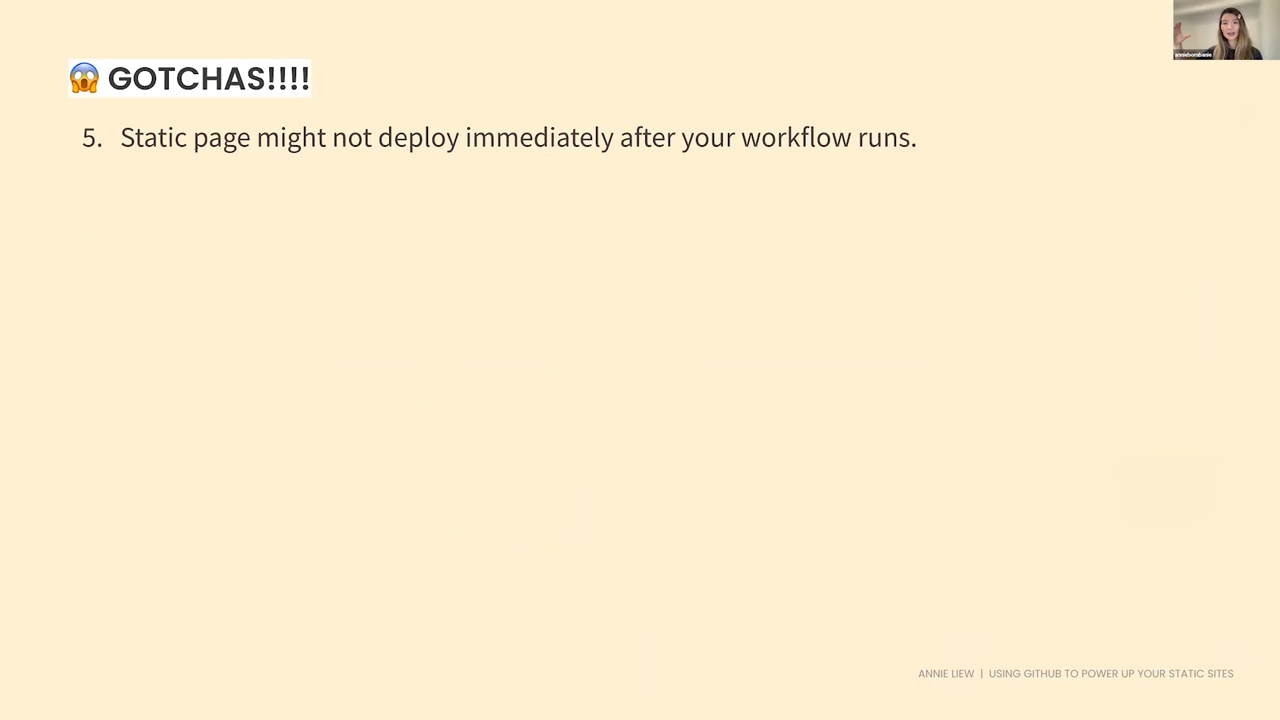 😱 GOTCHAS!!!!
5. Static page might not deploy immediately after your workflow runs.
anniebombanie
ANNIE LIEW | USING GITHUB TO POWER UP YOUR STATIC SITES